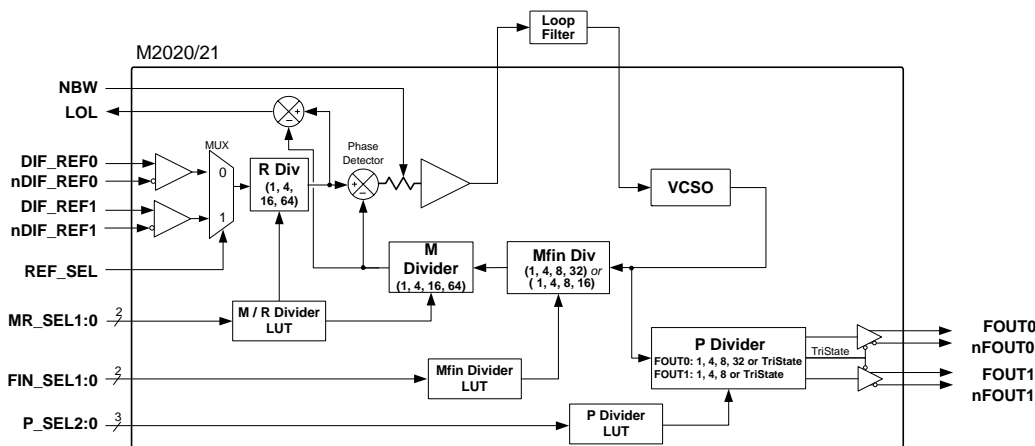 Loop
Filter
M2020/21
NBW
LOL
MUX
Phase
Detector
DIF_REF0
nDIF_REF0
DIF_REF1
nDIF_REF1
0
1
R Div
(1, 4,
16, 64)
+
−
+
−
VCSO
REF_SEL
M
Divider
(1, 4, 16, 64)
Mfin Div
(1, 4, 8, 32) or
( 1, 4, 8, 16)
MR_SEL1:0
2
M / R Divider
LUT
P Divider
FOUT0: 1, 4, 8, 32 or TriState
FOUT1: 1, 4, 8 or TriState
TriState
FOUT0
nFOUT0
FOUT1
nFOUT1
FIN_SEL1:0
2
Mfin Divider
LUT
P_SEL2:0
3
P Divider
LUT